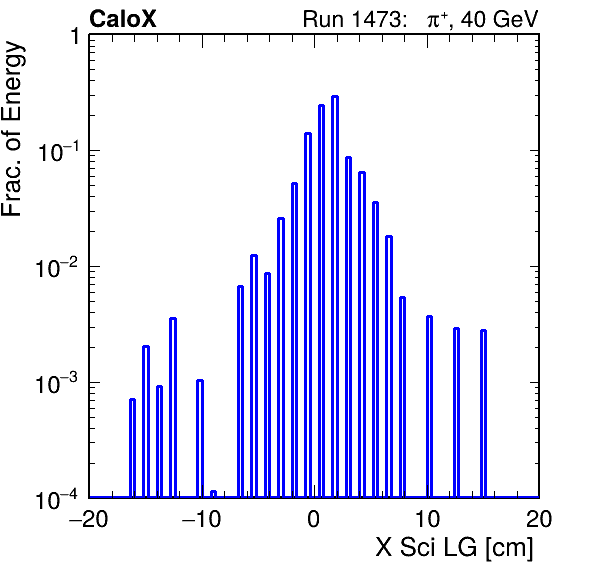 CaloX Run 1473: π⁺, 40 GeV
Frac. of Energy
1
10⁻¹
10⁻²
10⁻³
10⁻⁴
−20 −10 0 10 20
X Sci LG [cm]